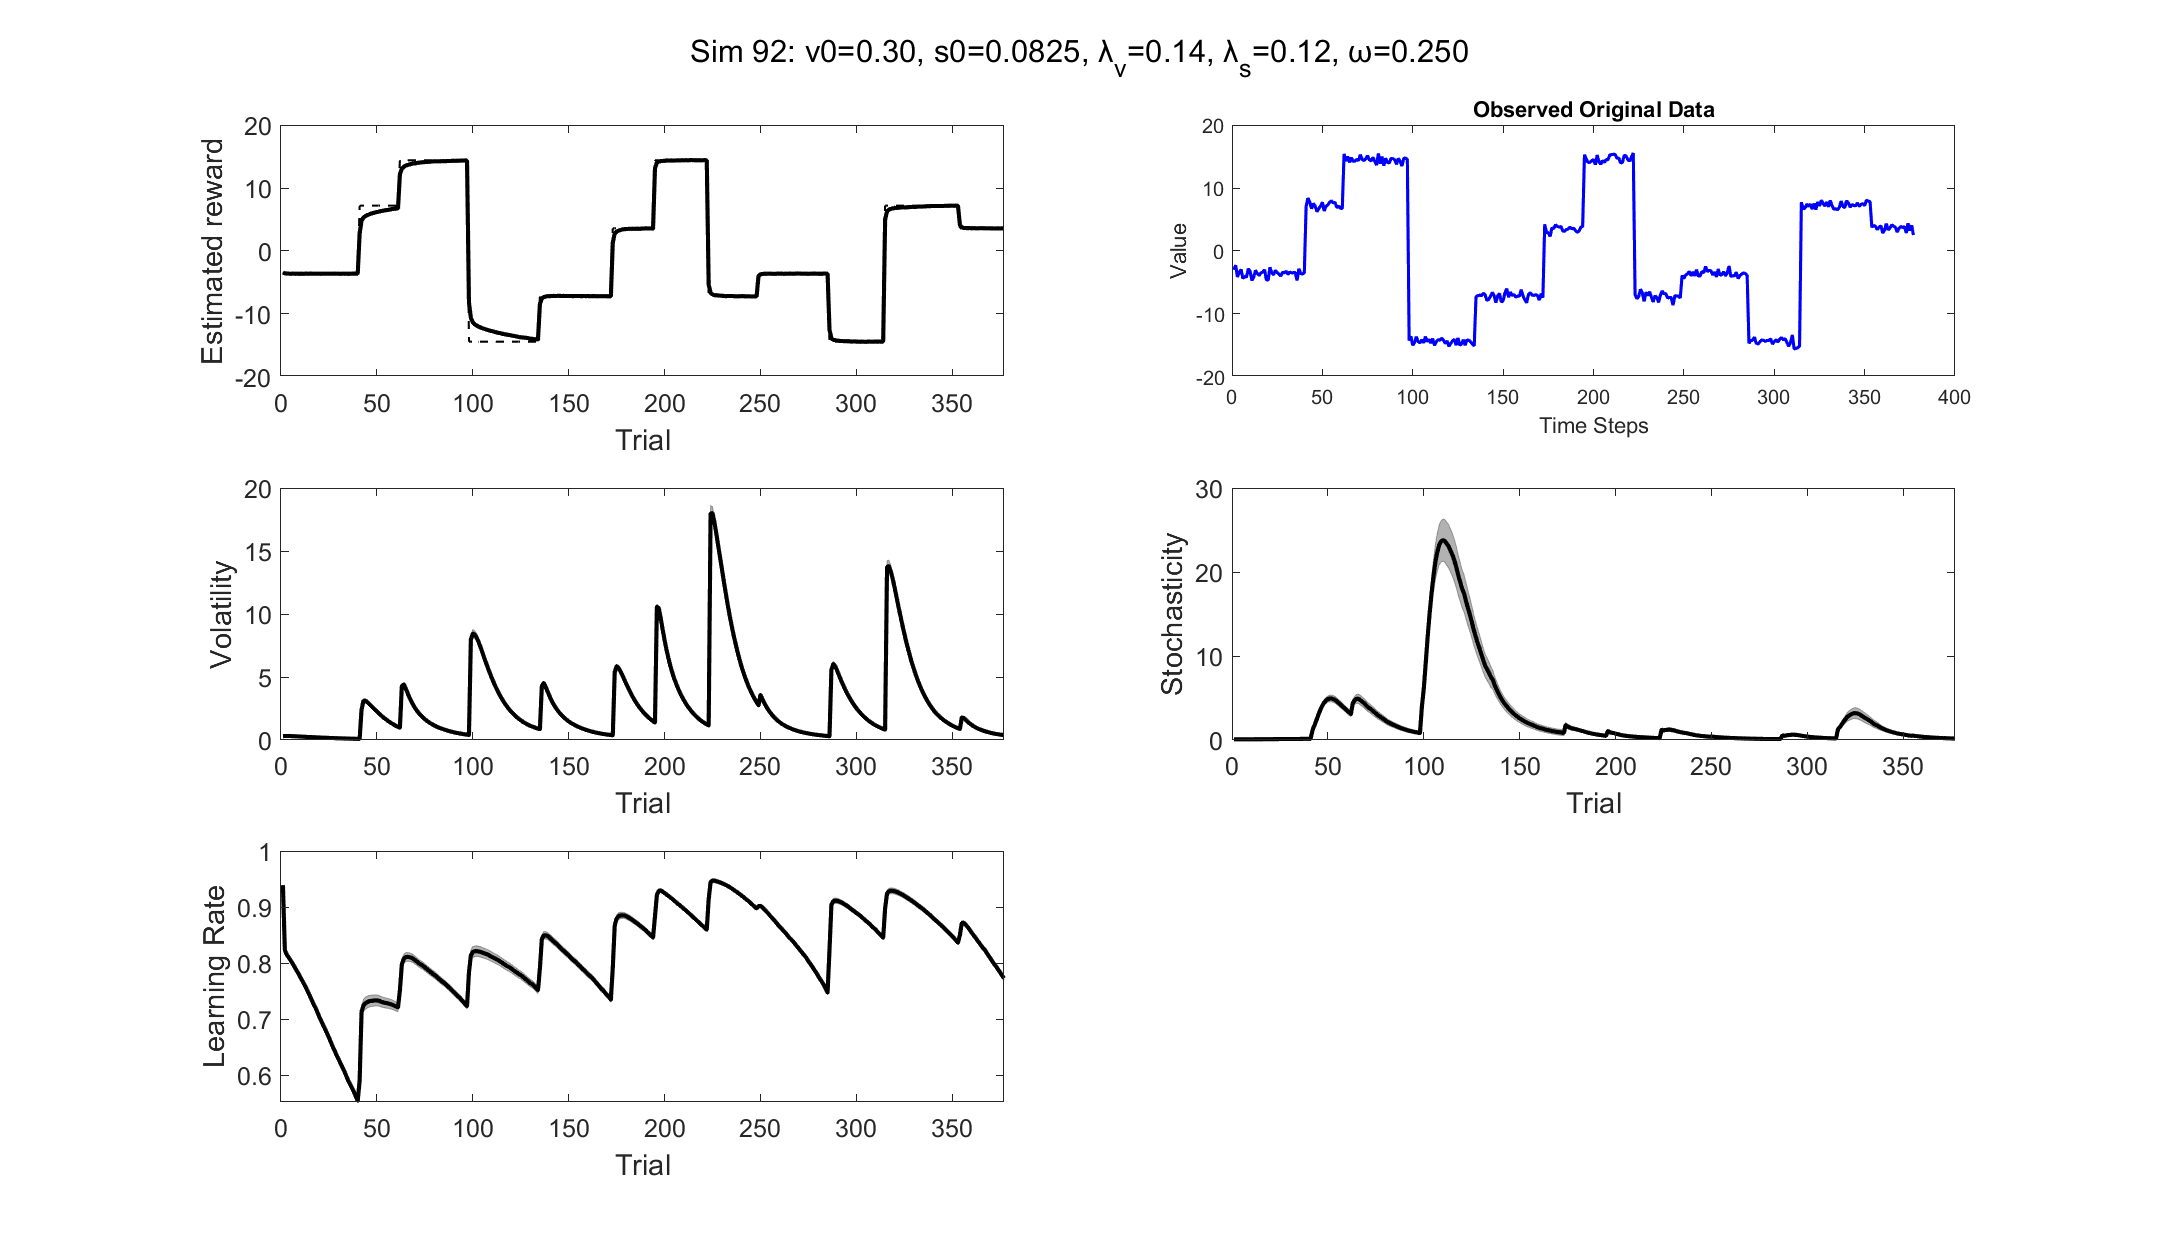 Sim 92: v0=0.30, s0=0.0825, λ_v=0.14, λ_s=0.12, ω=0.250
Estimated reward
20
10
0
-10
-20
0 50 100 150 200 250 300 350
Trial
Observed Original Data
Value
20
10
0
-10
-20
0 50 100 150 200 250 300 350 400
Time Steps
Volatility
20
15
10
5
0
0 50 100 150 200 250 300 350
Trial
Stochasticity
30
20
10
0
0 50 100 150 200 250 300 350
Trial
Learning Rate
1
0.9
0.8
0.7
0.6
0 50 100 150 200 250 300 350
Trial